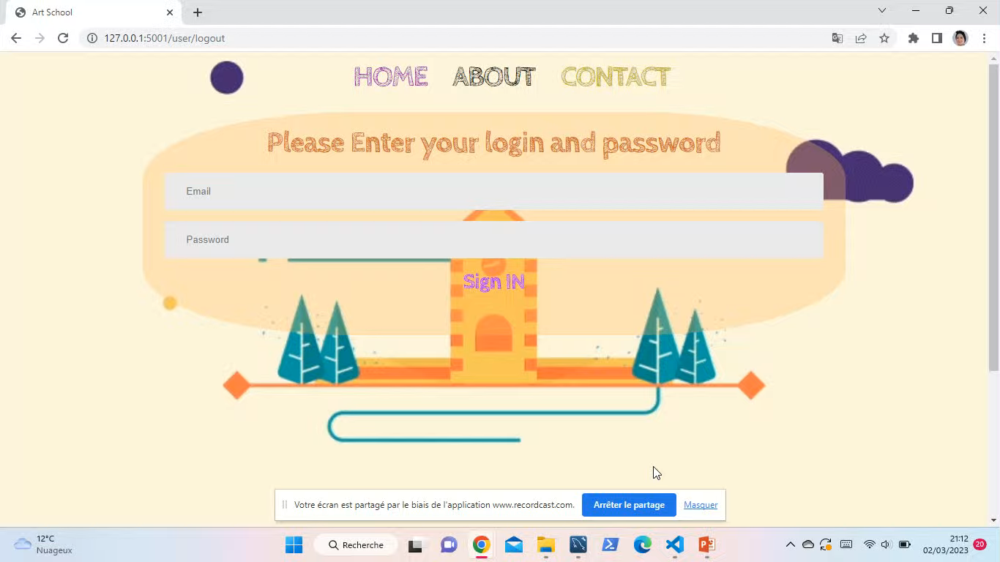 Art School
127.0.0.1:5001/user/logout
HOME ABOUT CONTACT
Please Enter your login and password
Email
Password
Sign IN
Votre écran est partagé par le biais de l'application www.recordcast.com.
Arrêter le partage
Masquer
12°C
Nuageux
Recherche
21:12
02/03/2023
20